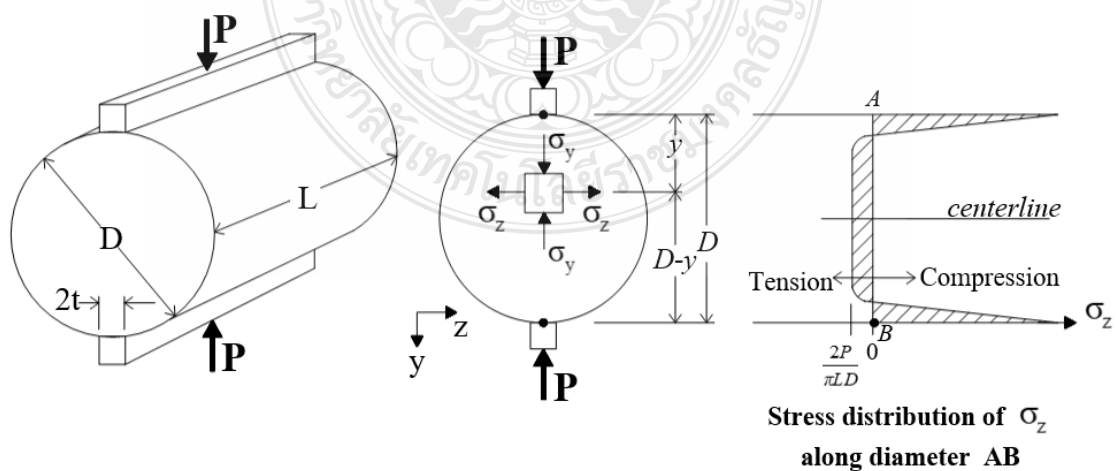 P
D
L
2t
P
P
σy
σz
σz
σy
y
D-y
D
z
y
P
A
centerline
Tension
Compression
σz
B
2P
πLD
0
Stress distribution of σz
along diameter AB